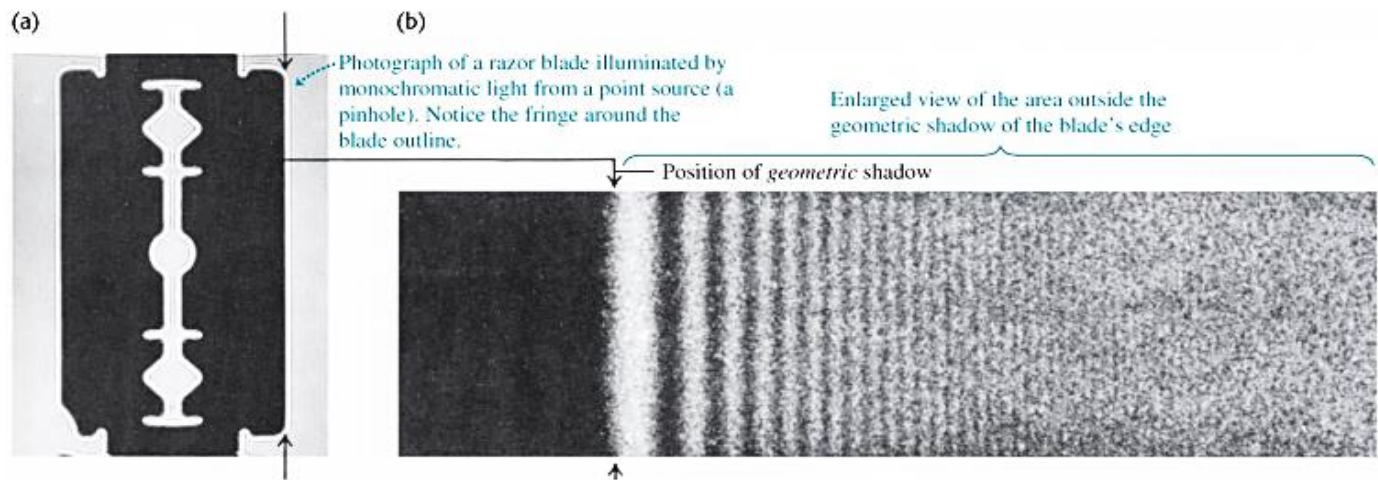 (a)
(b)
Photograph of a razor blade illuminated by
monochromatic light from a point source (a
pinhole). Notice the fringe around the
blade outline.
Enlarged view of the area outside the
geometric shadow of the blade's edge
Position of geometric shadow